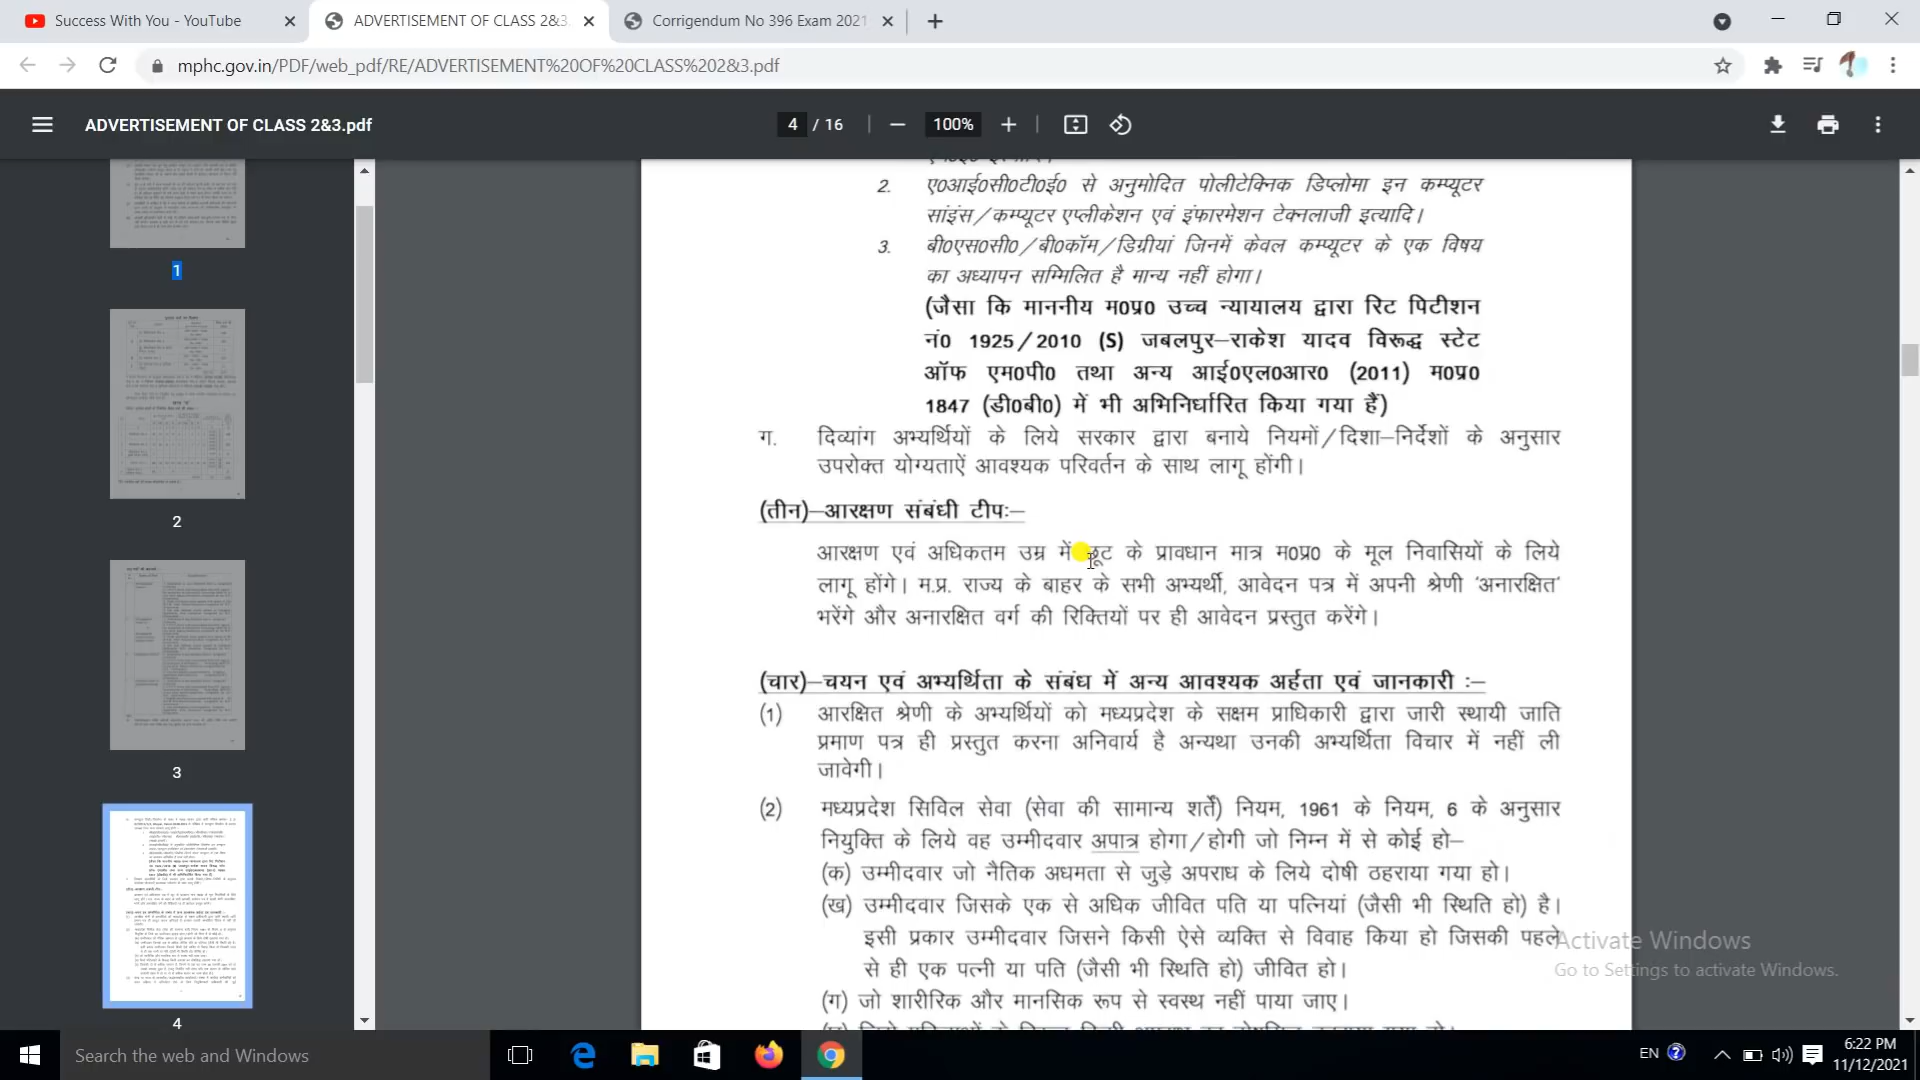 Success With You - YouTube
ADVERTISEMENT OF CLASS 2&3.
Corrigendum No 396 Exam 2021
mphc.gov.in/PDF/web_pdf/RE/ADVERTISEMENT%20OF%20CLASS%202&3.pdf
ADVERTISEMENT OF CLASS 2&3.pdf
4 / 16
100%
1
2
3
4
2. ए0आई0सी0टी0ई0 से अनुमोदित पोलीटेक्निक डिप्लोमा इन कम्प्यूटर
सांइंस/कम्प्यूटर एप्लीकेशन एवं इंफारमेशन टेक्नलाजी इत्यादि।
3. बी0एस0सी0/बी0कॉम/डिग्रीयां जिनमें केवल कम्प्यूटर के एक विषय
का अध्यापन सम्मिलित है मान्य नहीं होगा।
(जैसा कि माननीय म0प्र0 उच्च न्यायालय द्वारा रिट पिटीशन
नं0 1925/2010 (S) जबलपुर–राकेश यादव विरूद्ध स्टेट
ऑफ एम0पी0 तथा अन्य आई0एल0आर0 (2011) म0प्र0
1847 (डी0बी0) में भी अभिनिर्धारित किया गया हैं)
ग. दिव्यांग अभ्यर्थियों के लिये सरकार द्वारा बनाये नियमों/दिशा–निर्देशों के अनुसार
उपरोक्त योग्यताऐं आवश्यक परिवर्तन के साथ लागू होंगी।
(तीन)–आरक्षण संबंधी टीपः–
आरक्षण एवं अधिकतम उम्र में छूट के प्रावधान मात्र म0प्र0 के मूल निवासियों के लिये
लागू होंगे। म.प्र. राज्य के बाहर के सभी अभ्यर्थी, आवेदन पत्र में अपनी श्रेणी ‘अनारक्षित’
भरेंगे और अनारक्षित वर्ग की रिक्तियों पर ही आवेदन प्रस्तुत करेंगे।
(चार)–चयन एवं अभ्यर्थिता के संबंध में अन्य आवश्यक अर्हता एवं जानकारी :–
(1) आरक्षित श्रेणी के अभ्यर्थियों को मध्यप्रदेश के सक्षम प्राधिकारी द्वारा जारी स्थायी जाति
प्रमाण पत्र ही प्रस्तुत करना अनिवार्य है अन्यथा उनकी अभ्यर्थिता विचार में नहीं ली
जावेगी।
(2) मध्यप्रदेश सिविल सेवा (सेवा की सामान्य शर्तें) नियम, 1961 के नियम, 6 के अनुसार
नियुक्ति के लिये वह उम्मीदवार अपात्र होगा/होगी जो निम्न में से कोई हो–
(क) उम्मीदवार जो नैतिक अधमता से जुड़े अपराध के लिये दोषी ठहराया गया हो।
(ख) उम्मीदवार जिसके एक से अधिक जीवित पति या पत्नियां (जैसी भी स्थिति हो) है।
इसी प्रकार उम्मीदवार जिसने किसी ऐसे व्यक्ति से विवाह किया हो जिसकी पहले
से ही एक पत्नी या पति (जैसी भी स्थिति हो) जीवित हो।
(ग) जो शारीरिक और मानसिक रूप से स्वस्थ नहीं पाया जाए।
Activate Windows
Go to Settings to activate Windows.
Search the web and Windows
EN
6:22 PM
11/12/2021